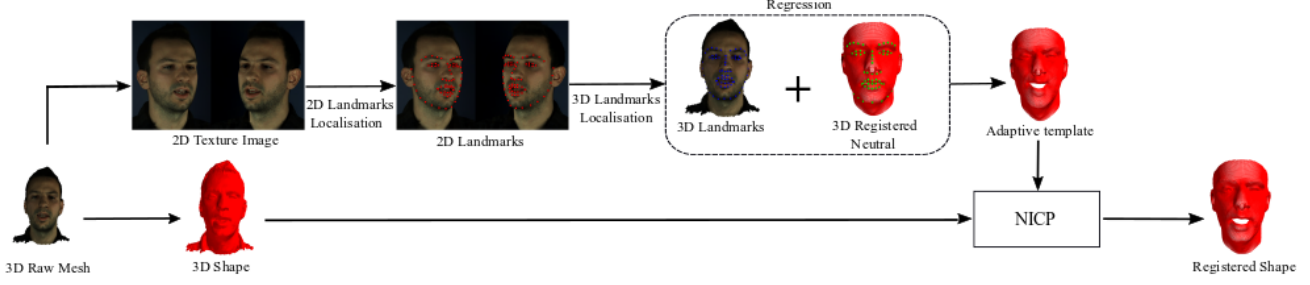 Regression
2D Landmarks
Localisation
3D Landmarks
Localisation
2D Texture Image
2D Landmarks
3D Landmarks
3D Registered
Neutral
Adaptive template
NICP
3D Raw Mesh
3D Shape
Registered Shape